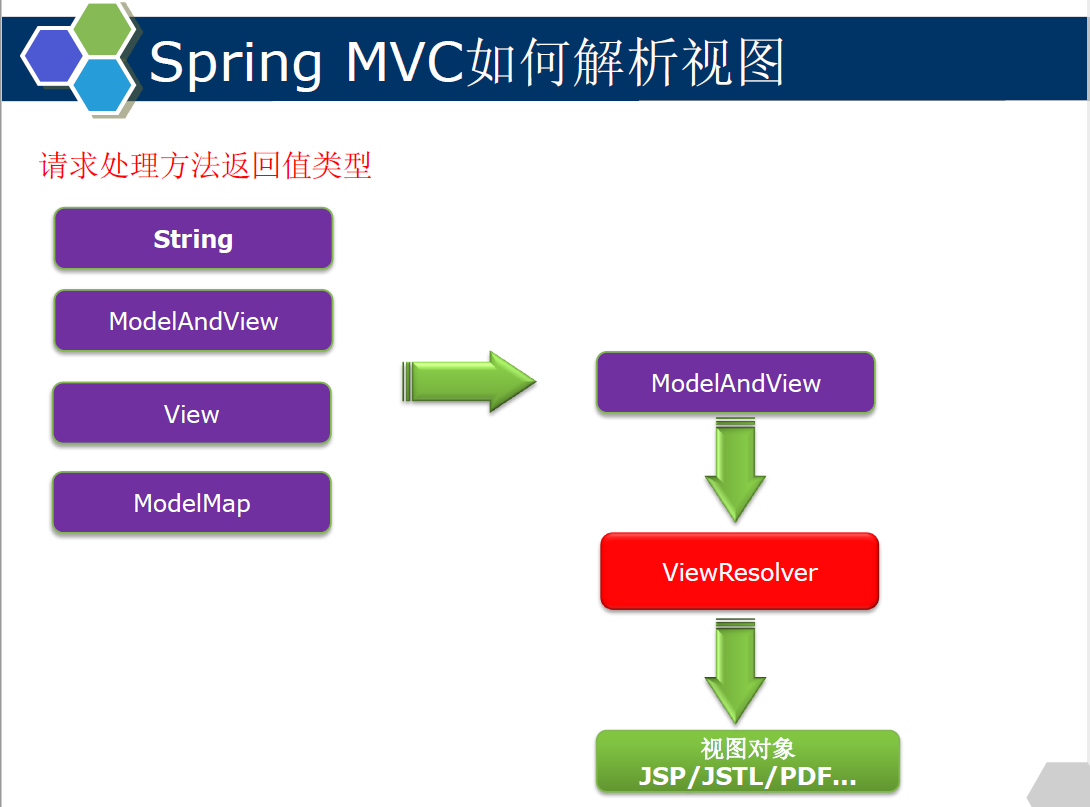 Spring MVC如何解析视图
请求处理方法返回值类型
String
ModelAndView
View
ModelMap
ModelAndView
ViewResolver
视图对象
JSP/JSTL/PDF...